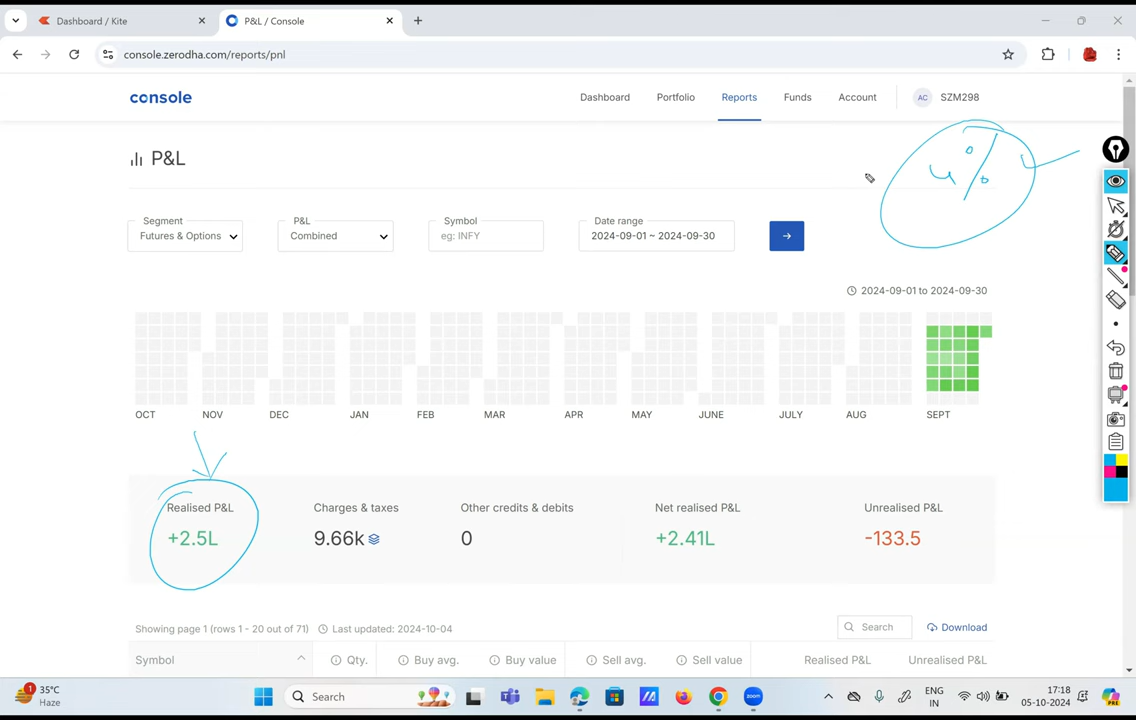 Dashboard / Kite
P&L / Console
console.zerodha.com/reports/pnl
console
Dashboard
Portfolio
Reports
Funds
Account
AC
SZM298
P&L
4%
Segment
Futures & Options
P&L
Combined
Symbol
eg: INFY
Date range
2024-09-01 ~ 2024-09-30
2024-09-01 to 2024-09-30
OCT NOV DEC JAN FEB MAR APR MAY JUNE JULY AUG SEPT
Realised P&L
+2.5L
Charges & taxes
9.66k
Other credits & debits
0
Net realised P&L
+2.41L
Unrealised P&L
-133.5
Showing page 1 (rows 1 - 20 out of 71)
Last updated: 2024-10-04
Search
Download
Symbol Qty. Buy avg. Buy value Sell avg. Sell value Realised P&L Unrealised P&L
1
35°C
Haze
Search
zoom
PRE
ENG
IN
17:18
05-10-2024